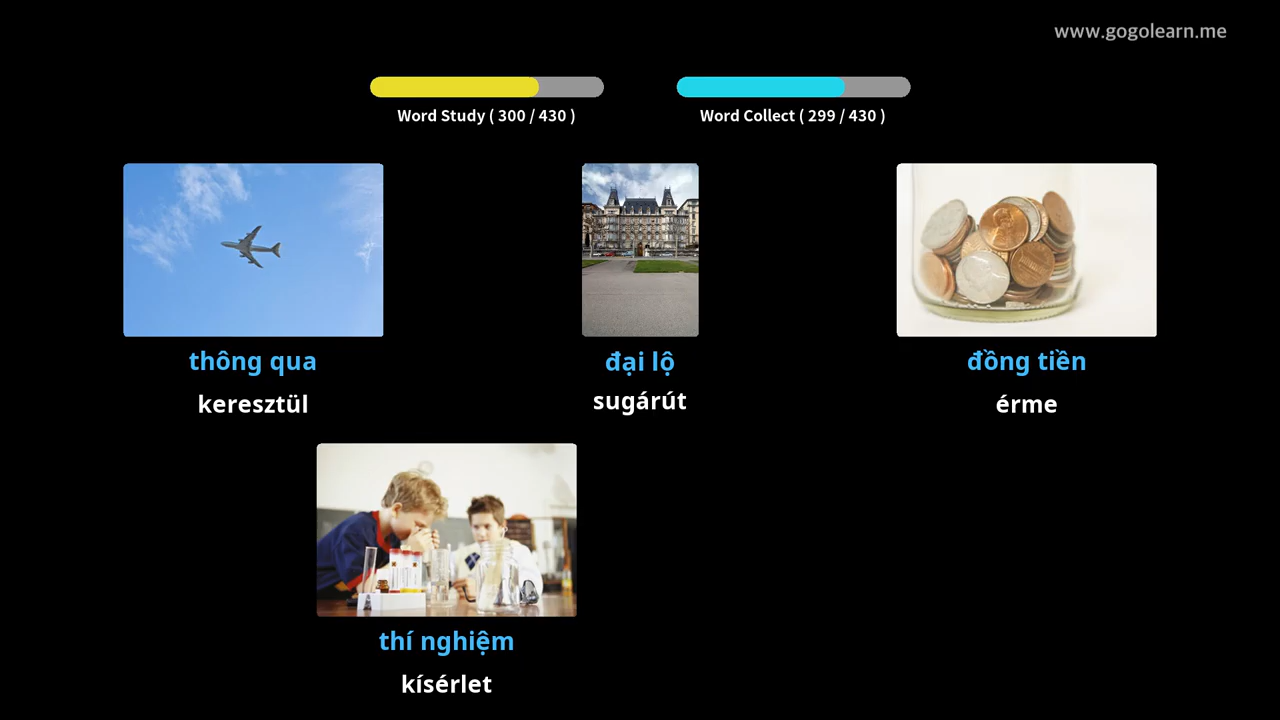 www.gogolearn.me
Word Study ( 300 / 430 )
Word Collect ( 299 / 430 )
thông qua
keresztül
đại lộ
sugárút
đồng tiền
érme
thí nghiệm
kísérlet